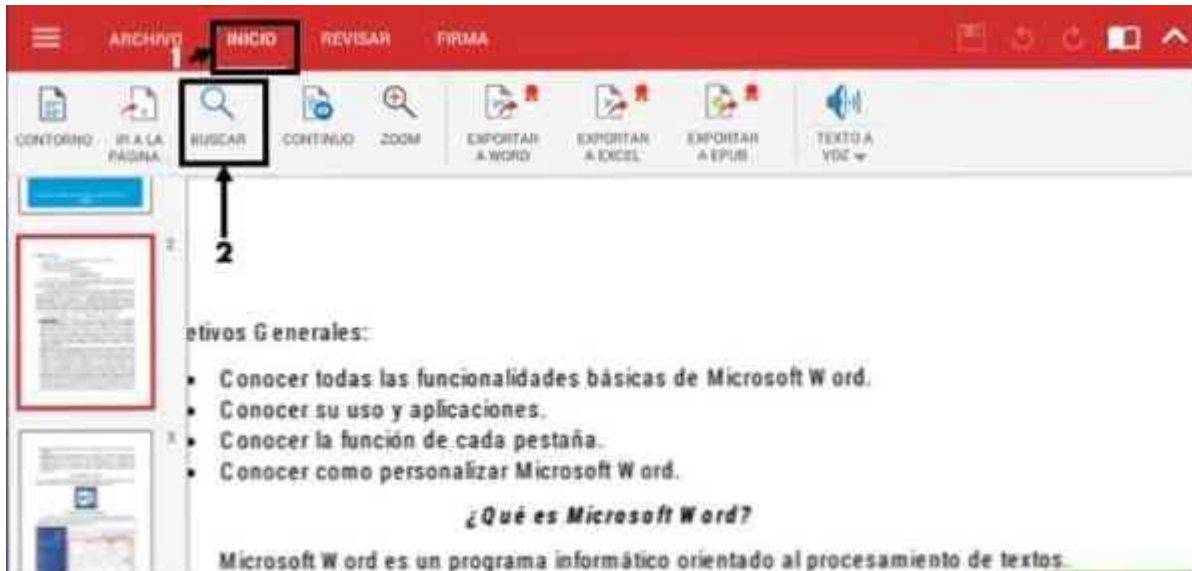 ARCHIVO INICIO REVISAR FIRMA
1
CONTORNO IR A LA PÁGINA BUSCAR CONTINUO ZOOM EXPORTAR A WORD EXPORTAR A EXCEL EXPORTAR A EPUB TEXTO A VOZ
2
2
etivos Generales:
• Conocer todas las funcionalidades básicas de Microsoft Word.
• Conocer su uso y aplicaciones.
• Conocer la función de cada pestaña.
3
• Conocer como personalizar Microsoft Word.
¿Qué es Microsoft Word?
Microsoft Word es un programa informático orientado al procesamiento de textos.